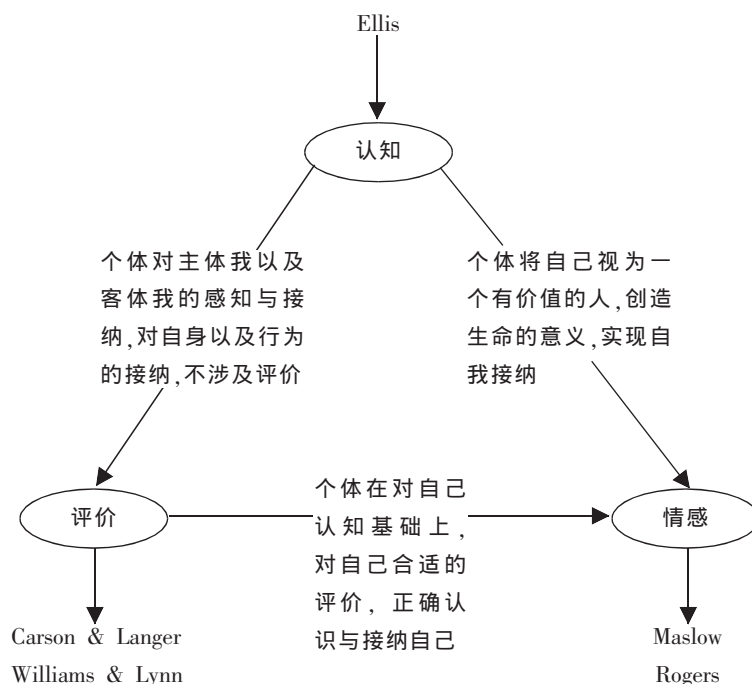 Ellis
认知
个体对主体我以及
客体我的感知与接
纳,对自身以及行为
的接纳,不涉及评价
个体将自己视为一
个有价值的人,创造
生命的意义,实现自
我接纳
评价
个体在对自己
认知基础上,
对自己合适的
评价,正确认
识与接纳自己
情感
Carson & Langer
Williams & Lynn
Maslow
Rogers